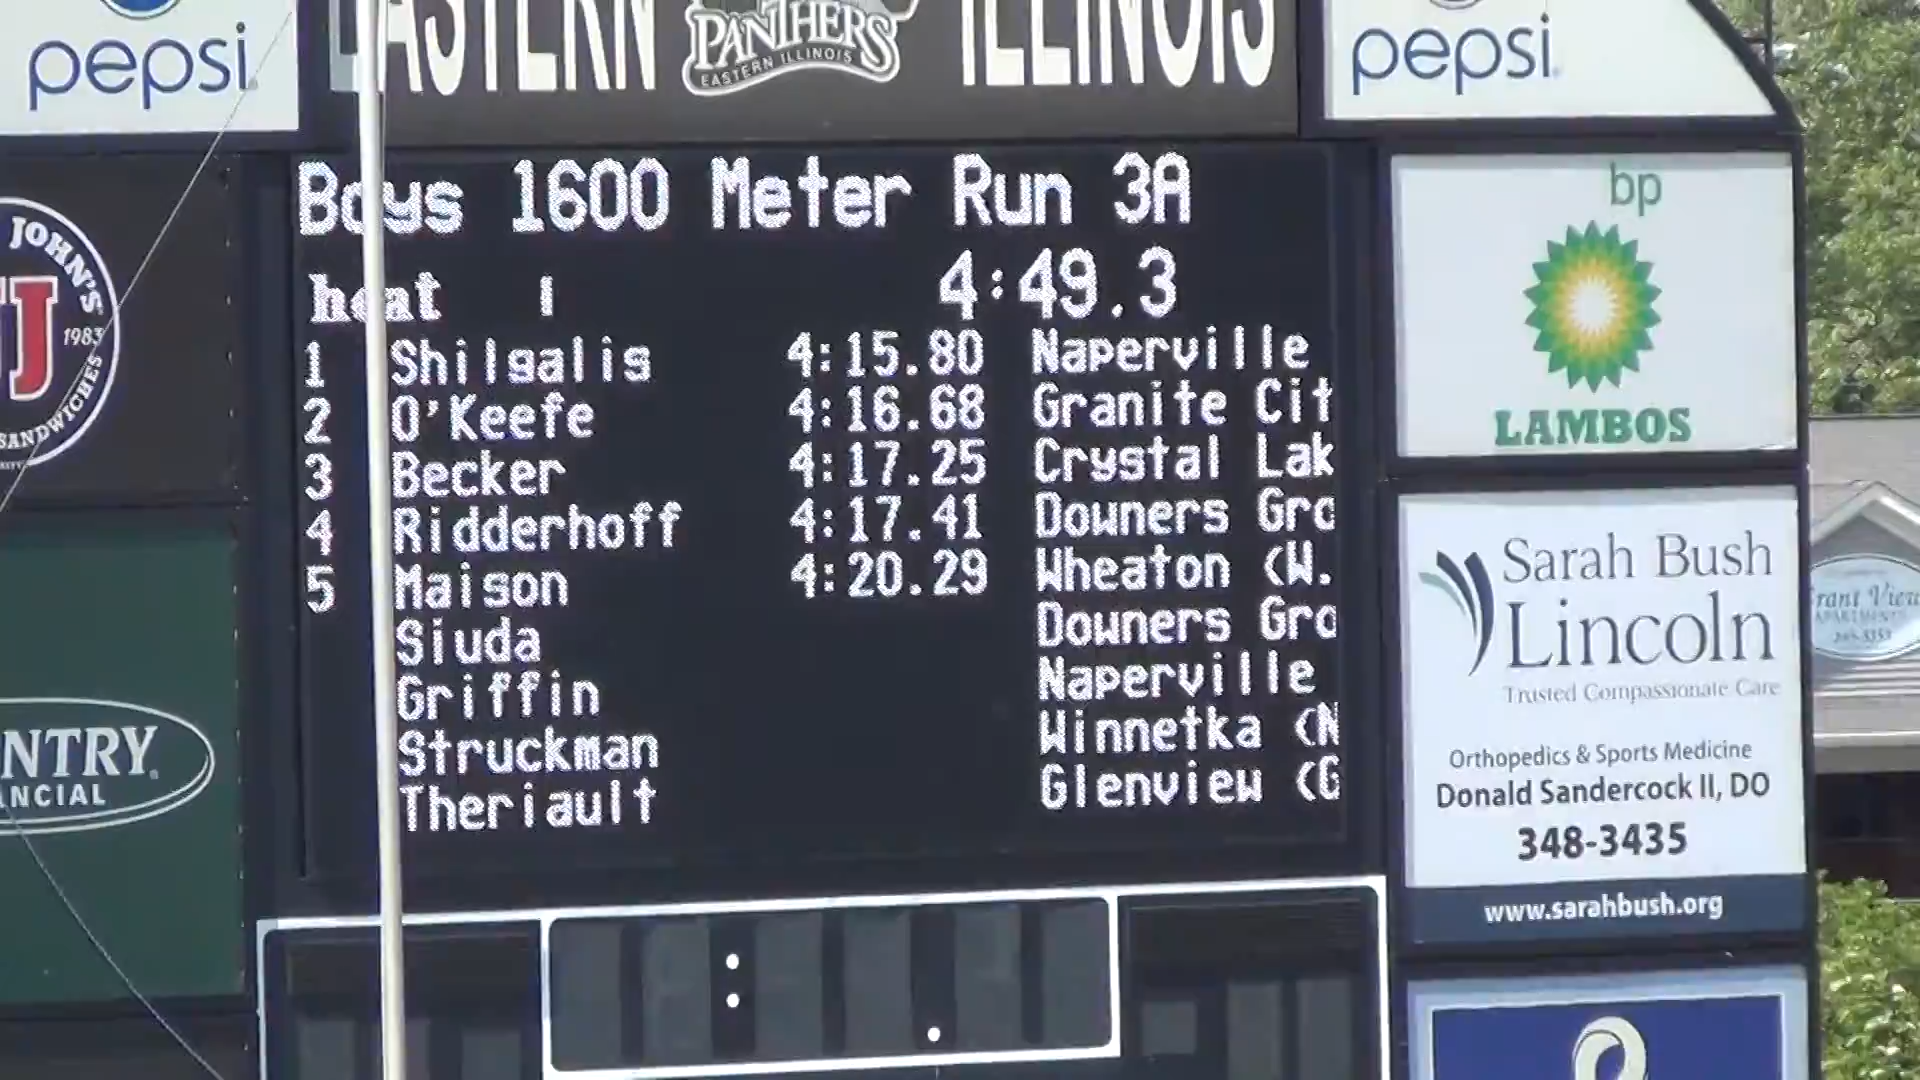 pepsi
EASTERN
PANTHERS
EASTERN ILLINOIS
ILLINOIS
pepsi
JOHN'S
J
1983
SANDWICHES
NTRY
NCIAL
Boys 1600 Meter Run 3A
heat 1 4:49.3
1 Shilgalis 4:15.80 Naperville
2 O'Keefe 4:16.68 Granite Cit
3 Becker 4:17.25 Crystal Lak
4 Ridderhoff 4:17.41 Downers Gro
5 Maison 4:20.29 Wheaton (W.
Siuda Downers Gro
Griffin Naperville
Struckman Winnetka (N
Theriault Glenview (G
bp
LAMBOS
Sarah Bush
Lincoln
Trusted Compassionate Care
Orthopedics & Sports Medicine
Donald Sandercock II, DO
348-3435
www.sarahbush.org
rant View
APARTMENTS